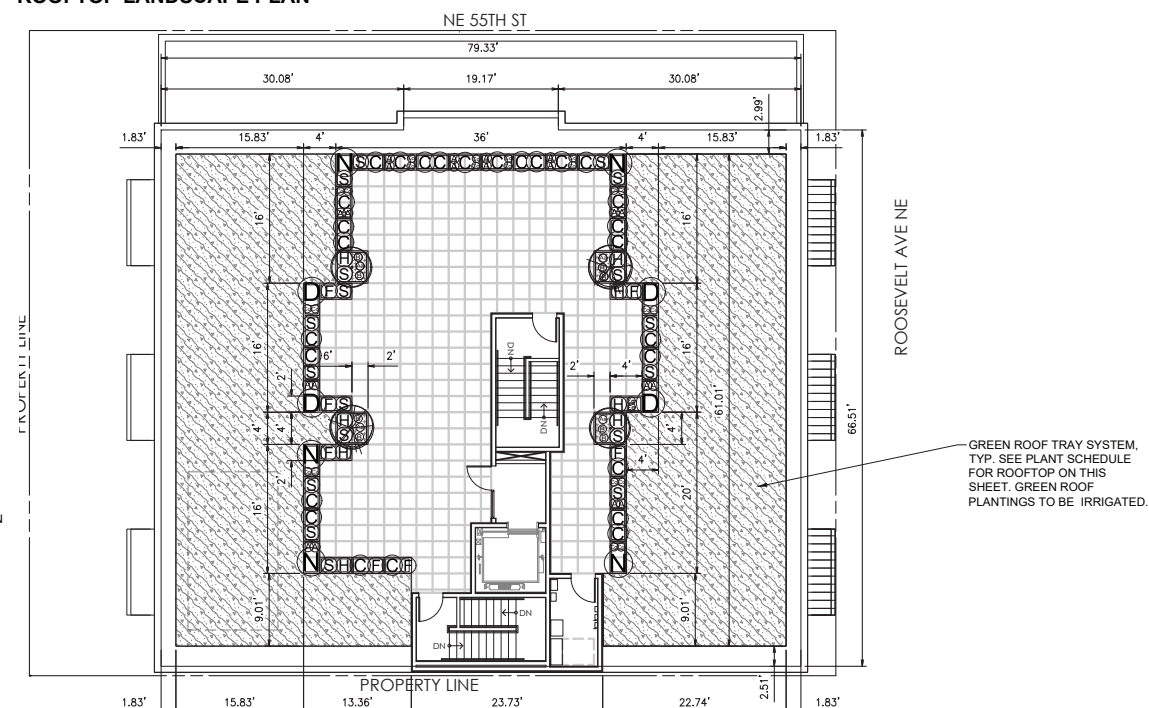 ROOFTOP LANDSCAPE PLAN
NE 55TH ST
79.33'
30.08' 19.17' 30.08'
2.99'
1.83' 15.83' 4' 36' 4' 15.83' 1.83'
N S C C C C C C C C C C S N
S S
C C
C C
H H
S S
16' 16'
D F S H F D
S S
C C
C C
S S
16' 16'
DN
6' 2' 2' 4'
2'
61.01'
66.51'
D F S H S D
DN
H H
S S
4' 4' 4'
N F H
2'
F
C
4'
S S
C C
C C
S
16' 20'
N N
S H C F C F
9.01' 9.01'
DN
DN
PROPERTY LINE
ROOSEVELT AVE NE
GREEN ROOF TRAY SYSTEM,
TYP. SEE PLANT SCHEDULE
FOR ROOFTOP ON THIS
SHEET. GREEN ROOF
PLANTINGS TO BE IRRIGATED.
PROPERTY LINE
2.51'
1.83' 15.83' 13.36' 23.73' 22.74' 1.83'